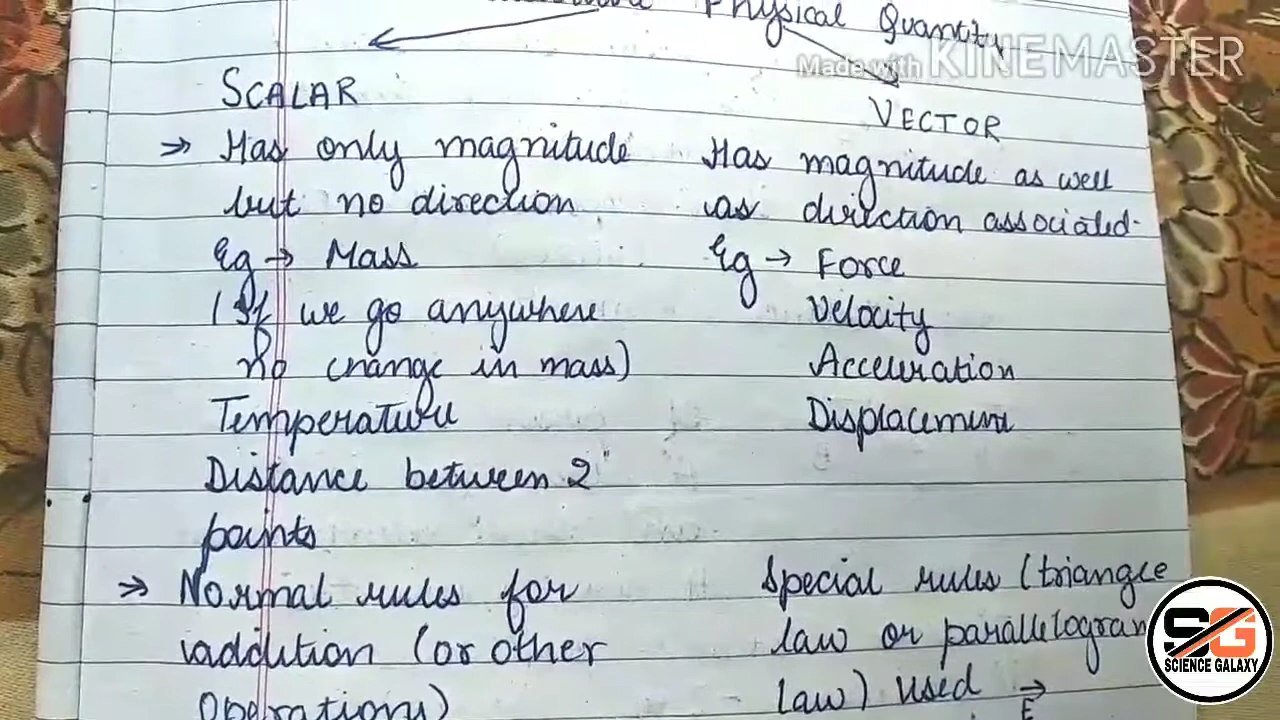 Physical Quantity
Made with KINEMASTER
SCALAR
VECTOR
⇒ Has only magnitude
but no direction
Eg → Mass
(If we go anywhere
no change in mass)
Temperature
Distance between 2
points
Has magnitude as well
as direction associated.
Eg → Force
Velocity
Acceleration
Displacement
⇒ Normal rules for
addition (or other
operations)
Special rules (triangle
law or parallelogram
law) used
F
SG
SCIENCE GALAXY